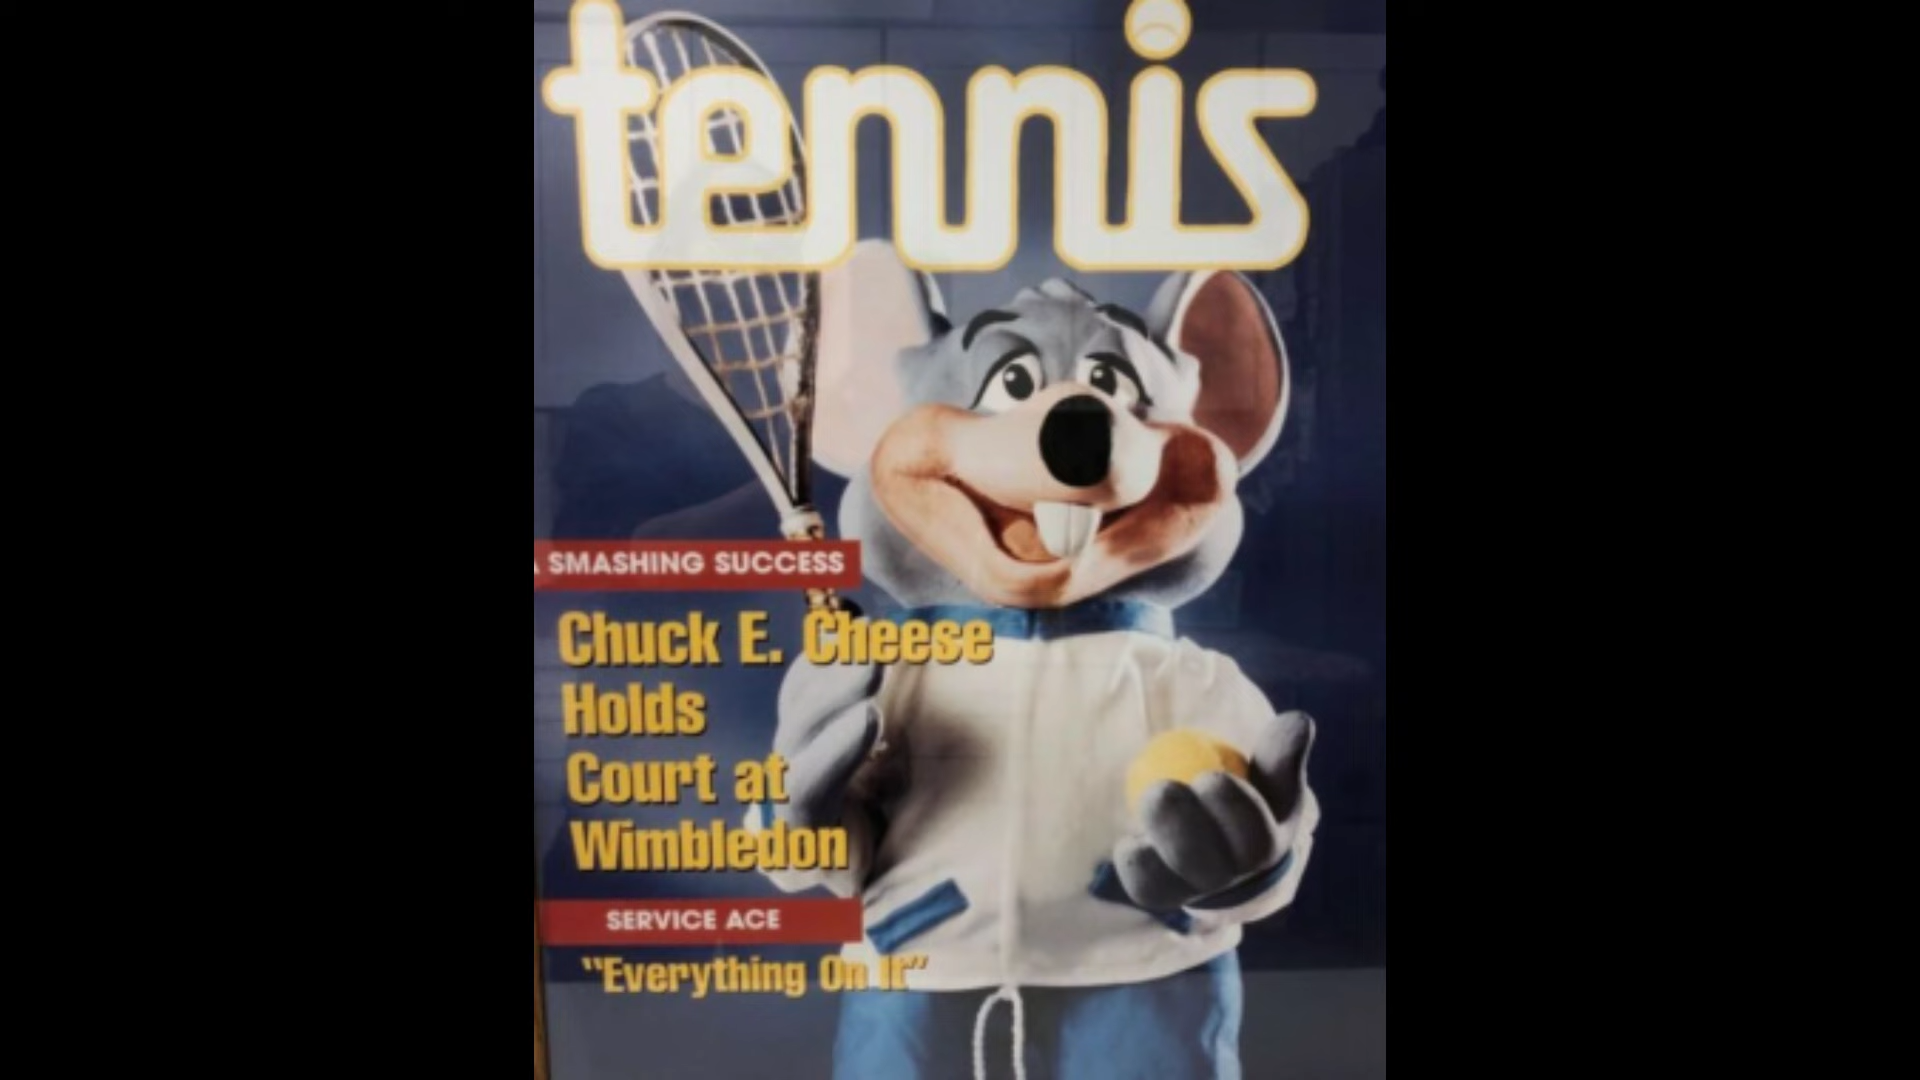 tennis
A SMASHING SUCCESS
Chuck E. Cheese
Holds
Court at
Wimbledon
SERVICE ACE
"Everything On It"